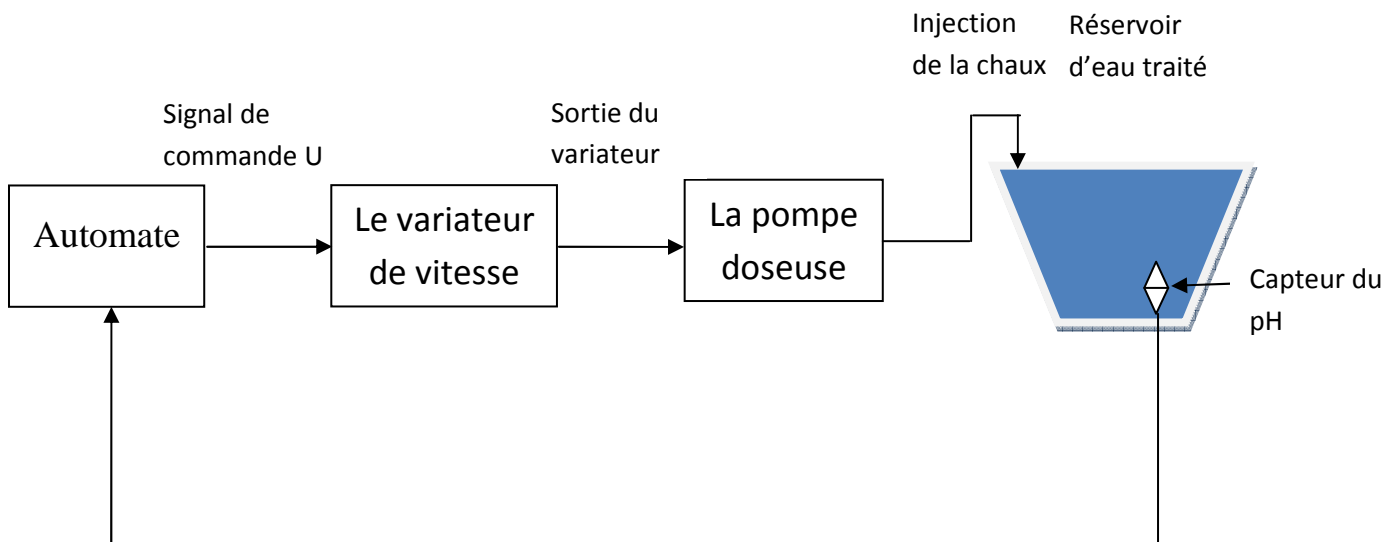 Injection
de la chaux
Réservoir
d'eau traité
Signal de
commande U
Sortie du
variateur
Automate
Le variateur
de vitesse
La pompe
doseuse
Capteur du
pH